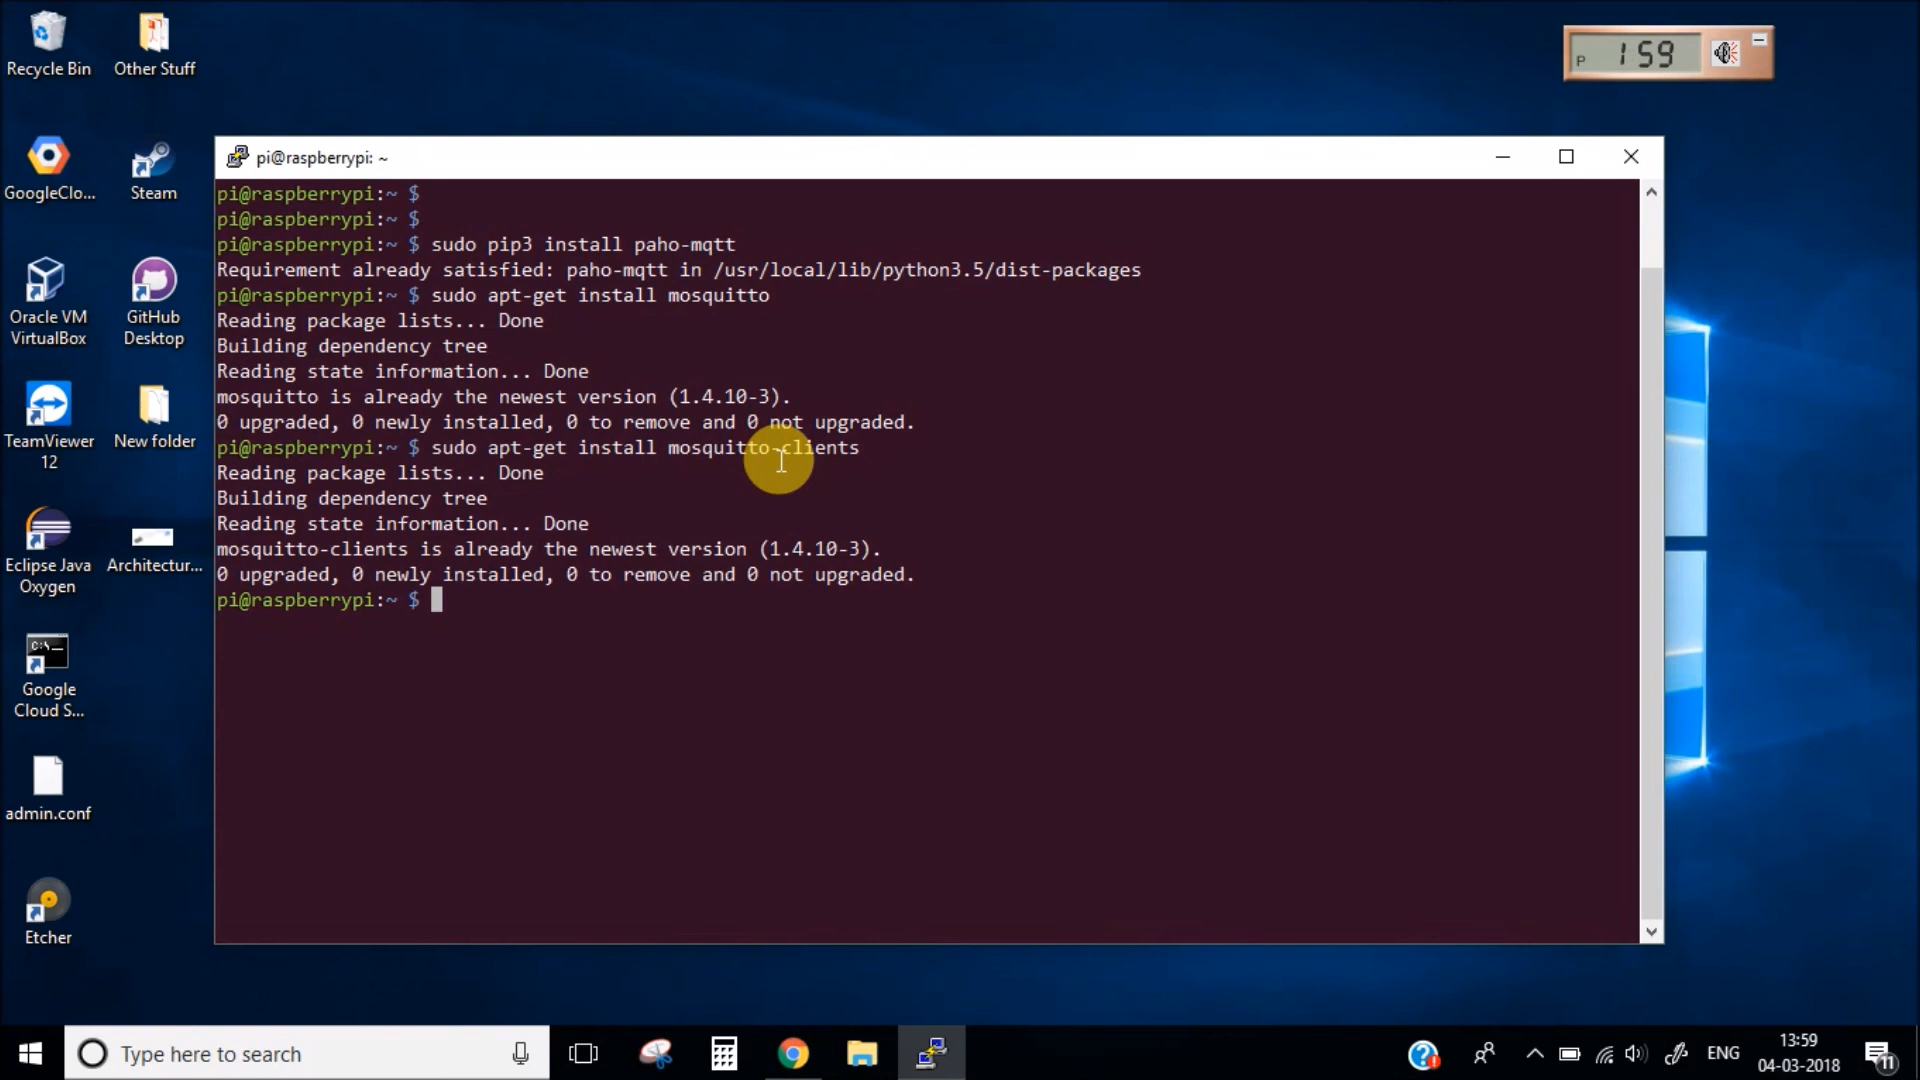 Recycle Bin
Other Stuff
P 1:59
GoogleClo...
Steam
Oracle VM
VirtualBox
GitHub
Desktop
TeamViewer
12
New folder
Eclipse Java
Oxygen
Architectur...
C:\
Google
Cloud S...
admin.conf
Etcher
pi@raspberrypi: ~
pi@raspberrypi:~ $
pi@raspberrypi:~ $
pi@raspberrypi:~ $ sudo pip3 install paho-mqtt
Requirement already satisfied: paho-mqtt in /usr/local/lib/python3.5/dist-packages
pi@raspberrypi:~ $ sudo apt-get install mosquitto
Reading package lists... Done
Building dependency tree
Reading state information... Done
mosquitto is already the newest version (1.4.10-3).
0 upgraded, 0 newly installed, 0 to remove and 0 not upgraded.
pi@raspberrypi:~ $ sudo apt-get install mosquitto-clients
Reading package lists... Done
Building dependency tree
Reading state information... Done
mosquitto-clients is already the newest version (1.4.10-3).
0 upgraded, 0 newly installed, 0 to remove and 0 not upgraded.
pi@raspberrypi:~ $
Type here to search
ENG
13:59
04-03-2018
11